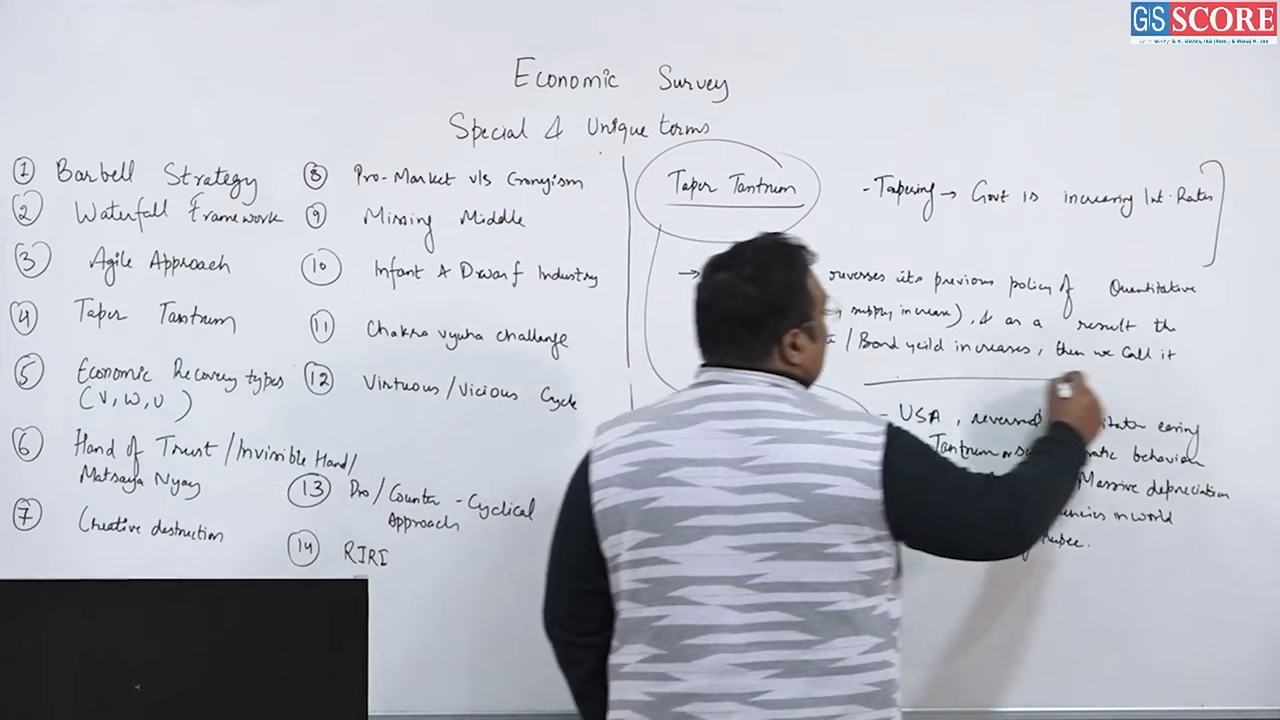 GS SCORE
Economic Survey
Special & Unique terms
1 Barbell Strategy
2 Waterfall Framework
3 Agile Approach
4 Taper Tantrum
5 Economic Recovery types
(V, W, U)
6 Hand of Trust / Invisible Hand /
Matsaya Nyay
7 Creative destruction
8 Pro-Market v/s Cronyism
9 Missing Middle
10 Infant & Dwarf Industry
11 Chakra vyuha challenge
12 Virtuous / Vicious Cycle
13 Pro / Counter - Cyclical
Approach
14 RIRI
Taper Tantrum
- Tapering → Govt is increasing Int. Rates
→ reverses its previous policy of Quantitative
supply increase), & as a result the
/ Bond yeild increases, then we call it
- USA, reversed easing
Tantrum behaviour
Massive depreciation
in world
Rupee.